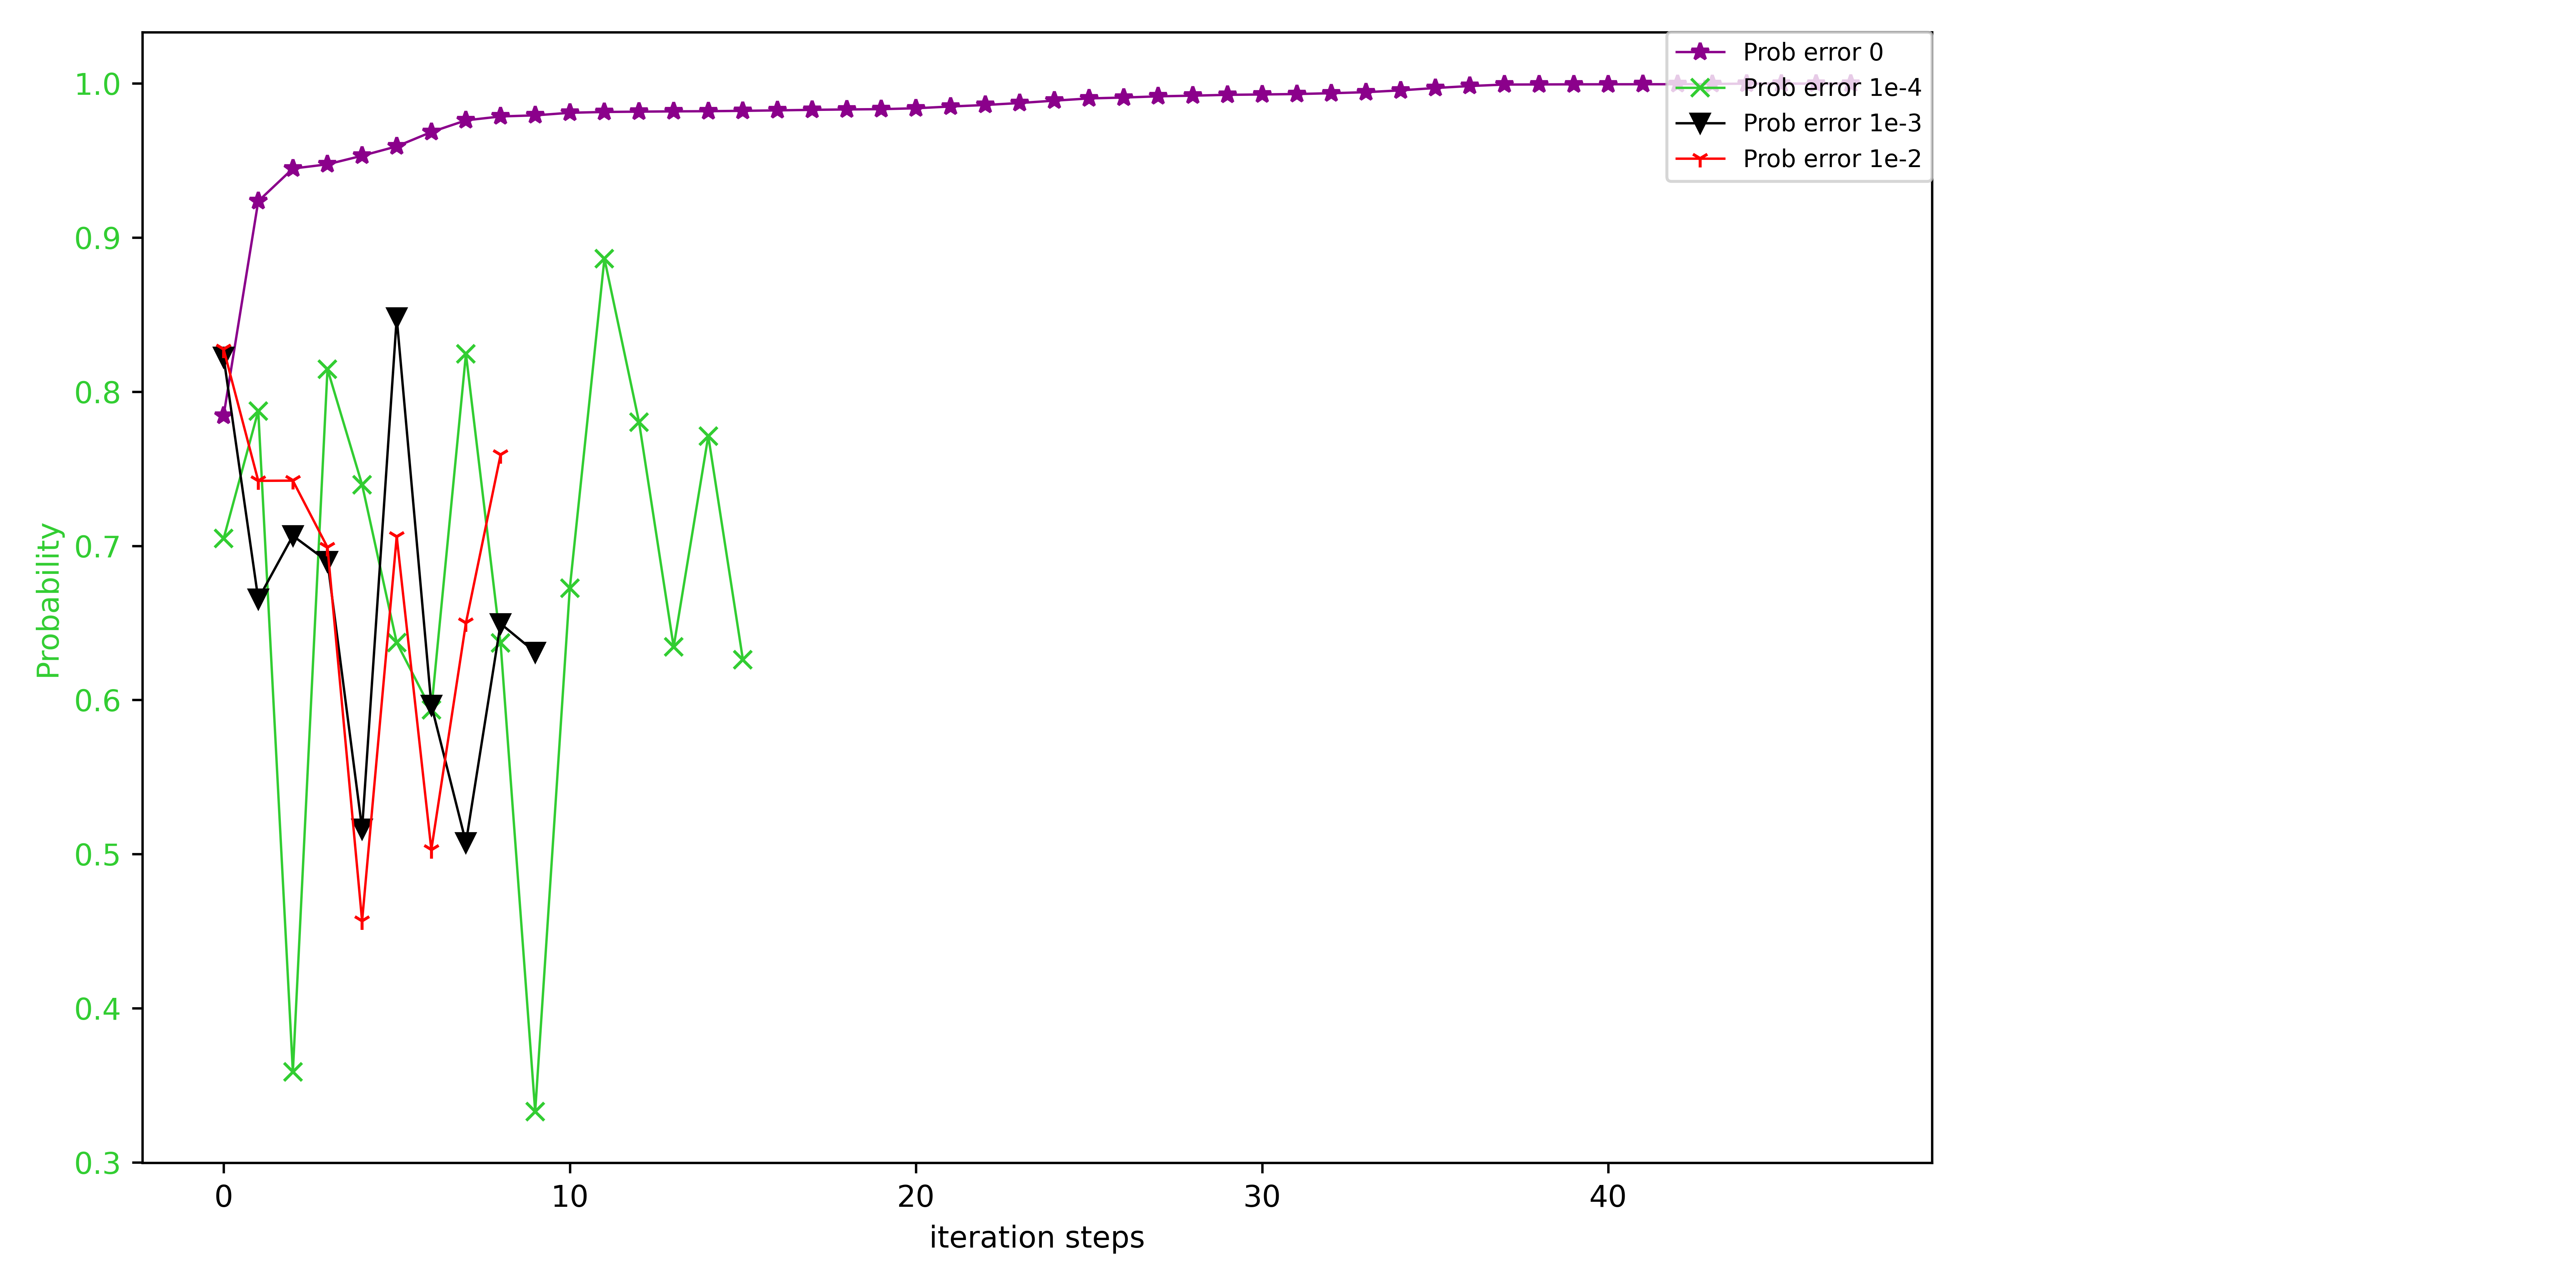 Prob error 0
Prob error 1e-4
Prob error 1e-3
Prob error 1e-2
1.0
0.9
0.8
0.7
0.6
0.5
0.4
0.3
Probability
0 10 20 30 40
iteration steps